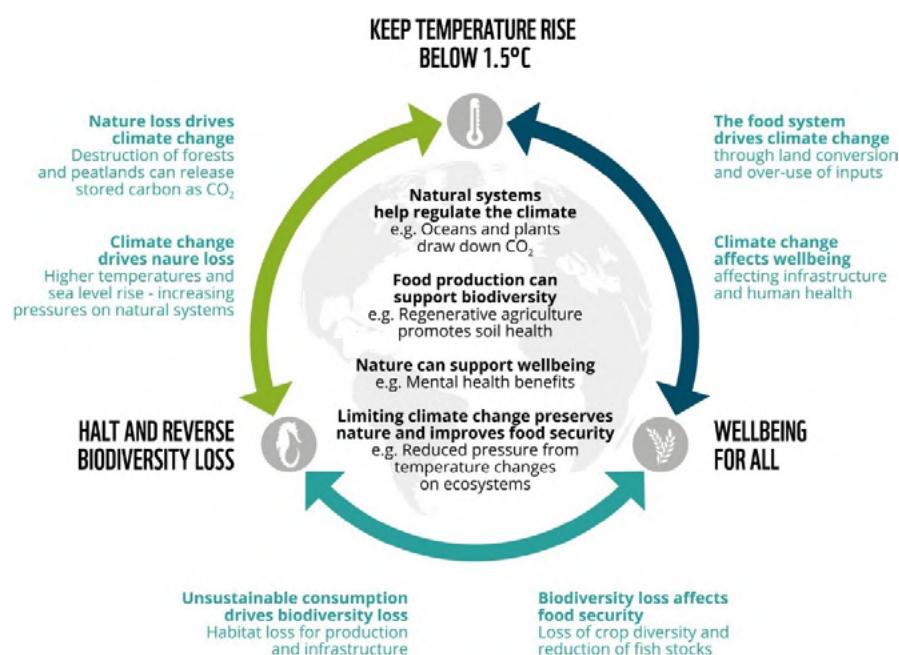 KEEP TEMPERATURE RISE
BELOW 1.5ºC
Nature loss drives
climate change
Destruction of forests
and peatlands can release
stored carbon as CO₂
Climate change
drives naure loss
Higher temperatures and
sea level rise - increasing
pressures on natural systems
The food system
drives climate change
through land conversion
and over-use of inputs
Climate change
affects wellbeing
affecting infrastructure
and human health
Natural systems
help regulate the climate
e.g. Oceans and plants
draw down CO₂
Food production can
support biodiversity
e.g. Regenerative agriculture
promotes soil health
Nature can support wellbeing
e.g. Mental health benefits
Limiting climate change preserves
nature and improves food security
e.g. Reduced pressure from
temperature changes
on ecosystems
HALT AND REVERSE
BIODIVERSITY LOSS
WELLBEING
FOR ALL
Unsustainable consumption
drives biodiversity loss
Habitat loss for production
and infrastructure
Biodiversity loss affects
food security
Loss of crop diversity and
reduction of fish stocks